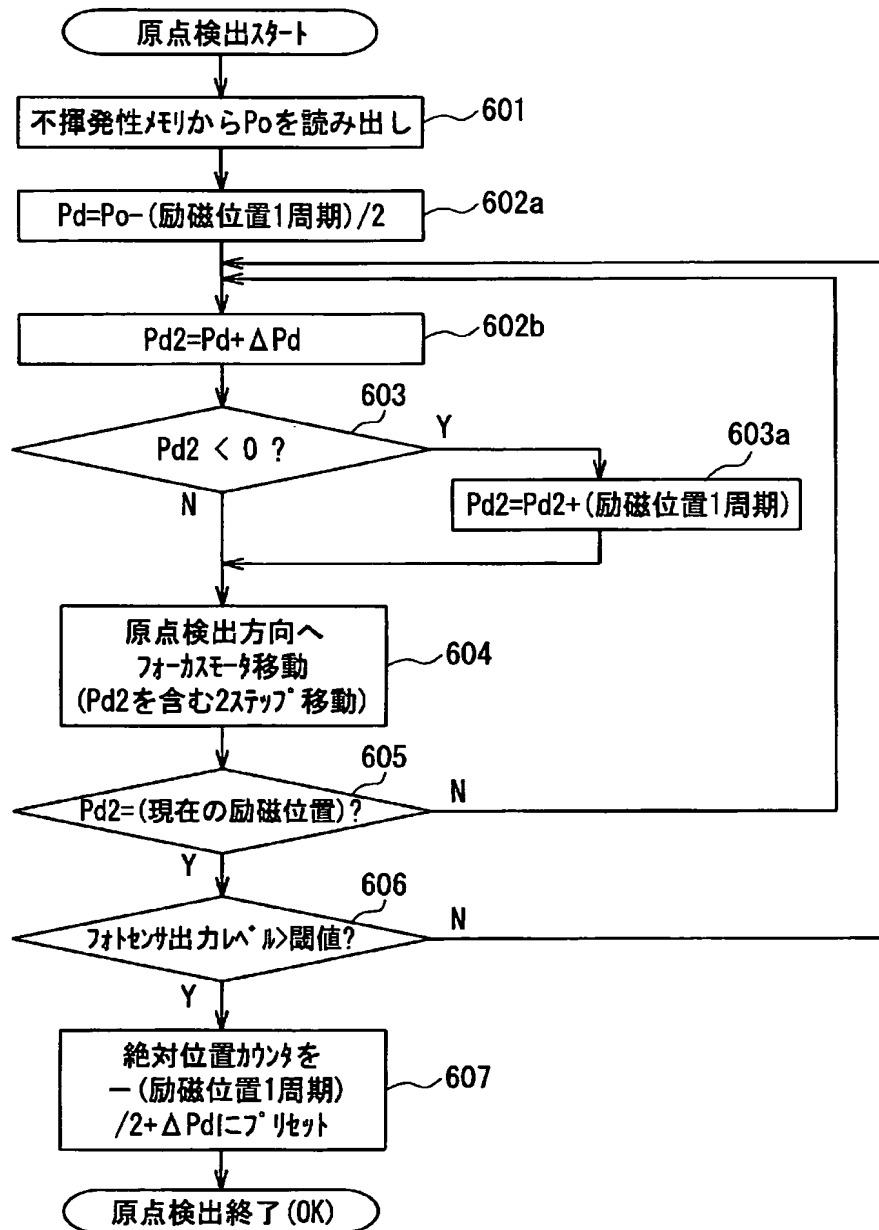 原点検出スタート
不揮発性メモリからPoを読み出し
601
Pd=Po-(励磁位置1周期)/2
602a
Pd2=Pd+ΔPd
602b
603
Pd2 < 0 ?
Y
N
603a
Pd2=Pd2+(励磁位置1周期)
原点検出方向へ
フォーカスモータ移動
(Pd2を含む2ステップ移動)
604
605
Pd2=(現在の励磁位置)?
N
Y
606
フォトセンサ出力レベル>閾値?
N
Y
絶対位置カウンタを
-(励磁位置1周期)
/2+ΔPdにプリセット
607
原点検出終了(OK)